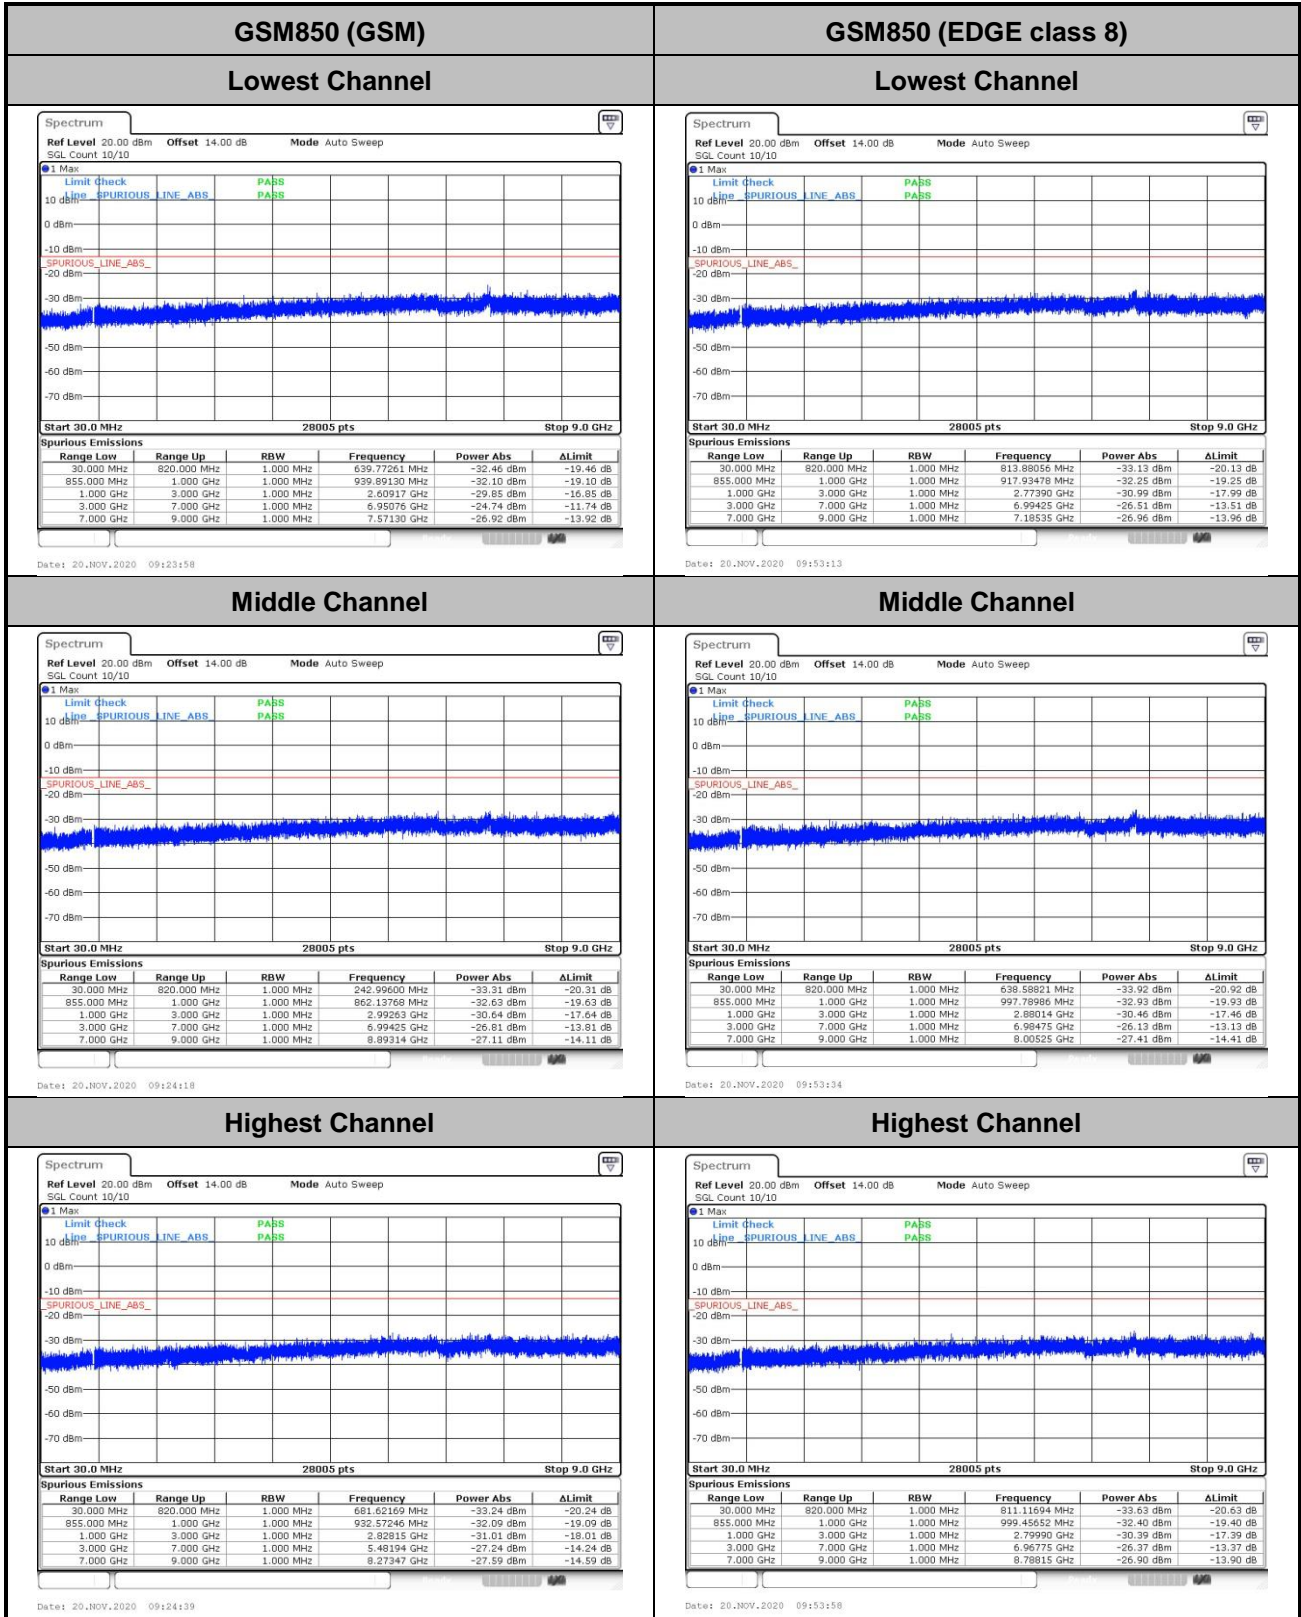 GSM850 (GSM)
GSM850 (EDGE class 8)
Lowest Channel
Lowest Channel
Spectrum
Ref Level 20.00 dBm Offset 14.00 dB Mode Auto Sweep
SGL Count 10/10
1 Max
Limit Check PASS
Line _SPURIOUS_LINE_ABS_ PASS
10 dBm
0 dBm
-10 dBm
_SPURIOUS_LINE_ABS_
-20 dBm
-30 dBm
-50 dBm
-60 dBm
-70 dBm
Start 30.0 MHz 28005 pts Stop 9.0 GHz
Spurious Emissions
Range Low Range Up RBW Frequency Power Abs ΔLimit
30.000 MHz 820.000 MHz 1.000 MHz 639.77261 MHz -32.46 dBm -19.46 dB
855.000 MHz 1.000 GHz 1.000 MHz 939.89130 MHz -32.10 dBm -19.10 dB
1.000 GHz 3.000 GHz 1.000 MHz 2.60917 GHz -29.85 dBm -16.85 dB
3.000 GHz 7.000 GHz 1.000 MHz 6.95076 GHz -24.74 dBm -11.74 dB
7.000 GHz 9.000 GHz 1.000 MHz 7.57130 GHz -26.92 dBm -13.92 dB
Date: 20.NOV.2020 09:23:58
Spectrum
Ref Level 20.00 dBm Offset 14.00 dB Mode Auto Sweep
SGL Count 10/10
1 Max
Limit Check PASS
Line _SPURIOUS_LINE_ABS_ PASS
10 dBm
0 dBm
-10 dBm
_SPURIOUS_LINE_ABS_
-20 dBm
-30 dBm
-50 dBm
-60 dBm
-70 dBm
Start 30.0 MHz 28005 pts Stop 9.0 GHz
Spurious Emissions
Range Low Range Up RBW Frequency Power Abs ΔLimit
30.000 MHz 820.000 MHz 1.000 MHz 813.88056 MHz -33.13 dBm -20.13 dB
855.000 MHz 1.000 GHz 1.000 MHz 917.93478 MHz -32.25 dBm -19.25 dB
1.000 GHz 3.000 GHz 1.000 MHz 2.77390 GHz -30.99 dBm -17.99 dB
3.000 GHz 7.000 GHz 1.000 MHz 6.99425 GHz -26.51 dBm -13.51 dB
7.000 GHz 9.000 GHz 1.000 MHz 7.18535 GHz -26.96 dBm -13.96 dB
Date: 20.NOV.2020 09:53:13
Middle Channel
Middle Channel
Spectrum
Ref Level 20.00 dBm Offset 14.00 dB Mode Auto Sweep
SGL Count 10/10
1 Max
Limit Check PASS
Line _SPURIOUS_LINE_ABS_ PASS
10 dBm
0 dBm
-10 dBm
_SPURIOUS_LINE_ABS_
-20 dBm
-30 dBm
-50 dBm
-60 dBm
-70 dBm
Start 30.0 MHz 28005 pts Stop 9.0 GHz
Spurious Emissions
Range Low Range Up RBW Frequency Power Abs ΔLimit
30.000 MHz 820.000 MHz 1.000 MHz 242.99600 MHz -33.31 dBm -20.31 dB
855.000 MHz 1.000 GHz 1.000 MHz 862.13768 MHz -32.63 dBm -19.63 dB
1.000 GHz 3.000 GHz 1.000 MHz 2.99263 GHz -30.64 dBm -17.64 dB
3.000 GHz 7.000 GHz 1.000 MHz 6.99425 GHz -26.81 dBm -13.81 dB
7.000 GHz 9.000 GHz 1.000 MHz 8.89314 GHz -27.11 dBm -14.11 dB
Date: 20.NOV.2020 09:24:18
Spectrum
Ref Level 20.00 dBm Offset 14.00 dB Mode Auto Sweep
SGL Count 10/10
1 Max
Limit Check PASS
Line _SPURIOUS_LINE_ABS_ PASS
10 dBm
0 dBm
-10 dBm
_SPURIOUS_LINE_ABS_
-20 dBm
-30 dBm
-50 dBm
-60 dBm
-70 dBm
Start 30.0 MHz 28005 pts Stop 9.0 GHz
Spurious Emissions
Range Low Range Up RBW Frequency Power Abs ΔLimit
30.000 MHz 820.000 MHz 1.000 MHz 638.58821 MHz -33.92 dBm -20.92 dB
855.000 MHz 1.000 GHz 1.000 MHz 997.78986 MHz -32.93 dBm -19.93 dB
1.000 GHz 3.000 GHz 1.000 MHz 2.88014 GHz -30.46 dBm -17.46 dB
3.000 GHz 7.000 GHz 1.000 MHz 6.98475 GHz -26.13 dBm -13.13 dB
7.000 GHz 9.000 GHz 1.000 MHz 8.00525 GHz -27.41 dBm -14.41 dB
Date: 20.NOV.2020 09:53:34
Highest Channel
Highest Channel
Spectrum
Ref Level 20.00 dBm Offset 14.00 dB Mode Auto Sweep
SGL Count 10/10
1 Max
Limit Check PASS
Line _SPURIOUS_LINE_ABS_ PASS
10 dBm
0 dBm
-10 dBm
_SPURIOUS_LINE_ABS_
-20 dBm
-30 dBm
-50 dBm
-60 dBm
-70 dBm
Start 30.0 MHz 28005 pts Stop 9.0 GHz
Spurious Emissions
Range Low Range Up RBW Frequency Power Abs ΔLimit
30.000 MHz 820.000 MHz 1.000 MHz 681.62169 MHz -33.24 dBm -20.24 dB
855.000 MHz 1.000 GHz 1.000 MHz 932.57246 MHz -32.09 dBm -19.09 dB
1.000 GHz 3.000 GHz 1.000 MHz 2.82815 GHz -31.01 dBm -18.01 dB
3.000 GHz 7.000 GHz 1.000 MHz 5.48194 GHz -27.24 dBm -14.24 dB
7.000 GHz 9.000 GHz 1.000 MHz 8.27347 GHz -27.59 dBm -14.59 dB
Date: 20.NOV.2020 09:24:39
Spectrum
Ref Level 20.00 dBm Offset 14.00 dB Mode Auto Sweep
SGL Count 10/10
1 Max
Limit Check PASS
Line _SPURIOUS_LINE_ABS_ PASS
10 dBm
0 dBm
-10 dBm
_SPURIOUS_LINE_ABS_
-20 dBm
-30 dBm
-50 dBm
-60 dBm
-70 dBm
Start 30.0 MHz 28005 pts Stop 9.0 GHz
Spurious Emissions
Range Low Range Up RBW Frequency Power Abs ΔLimit
30.000 MHz 820.000 MHz 1.000 MHz 811.11694 MHz -33.63 dBm -20.63 dB
855.000 MHz 1.000 GHz 1.000 MHz 999.45652 MHz -32.40 dBm -19.40 dB
1.000 GHz 3.000 GHz 1.000 MHz 2.79990 GHz -30.39 dBm -17.39 dB
3.000 GHz 7.000 GHz 1.000 MHz 6.96775 GHz -26.37 dBm -13.37 dB
7.000 GHz 9.000 GHz 1.000 MHz 8.78815 GHz -26.90 dBm -13.90 dB
Date: 20.NOV.2020 09:53:58